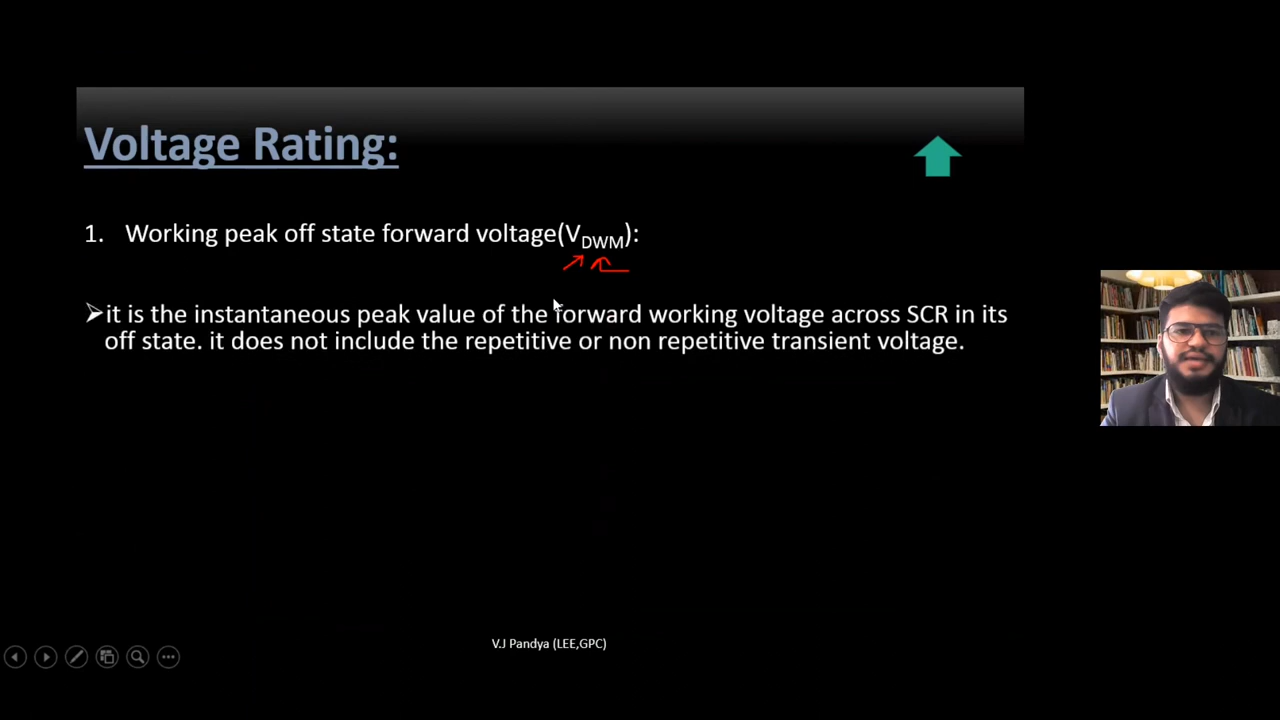 Voltage Rating:
1. Working peak off state forward voltage(VDWM):
➢it is the instantaneous peak value of the forward working voltage across SCR in its
off state. it does not include the repetitive or non repetitive transient voltage.
V.J Pandya (LEE,GPC)